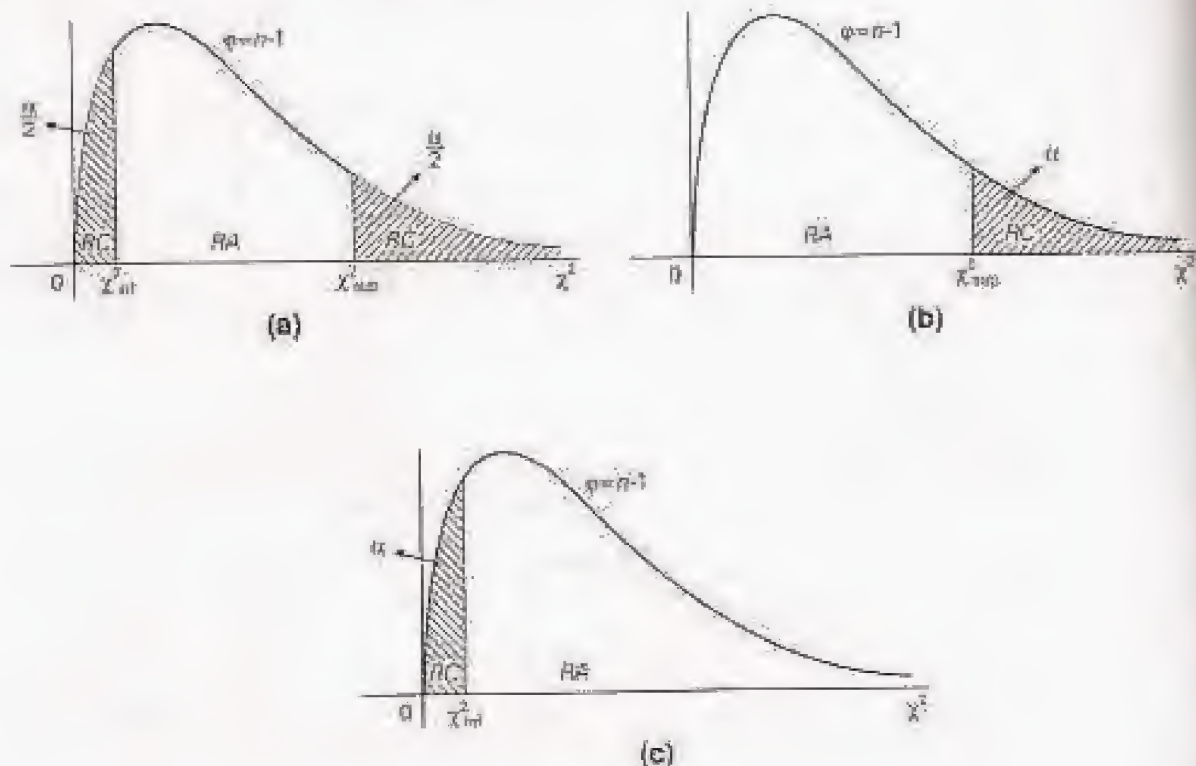 φ=n-1
α/2
α/2
RC RA RC
0 χ²inf χ²sup χ²
(a)
φ=n-1
α
RA RC
0 χ²sup χ²
(b)
φ=n-1
α
RC RA
0 χ²inf χ²
(c)